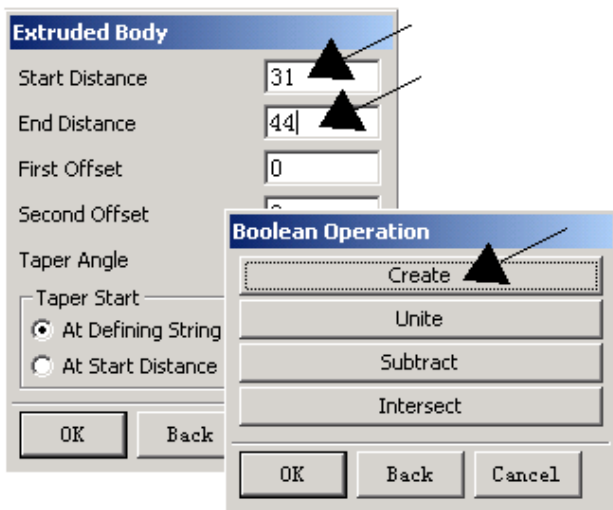 Extruded Body
Start Distance 31
End Distance 44
First Offset 0
Second Offset
Taper Angle
Taper Start
At Defining String
At Start Distance
OK Back
Boolean Operation
Create
Unite
Subtract
Intersect
OK Back Cancel